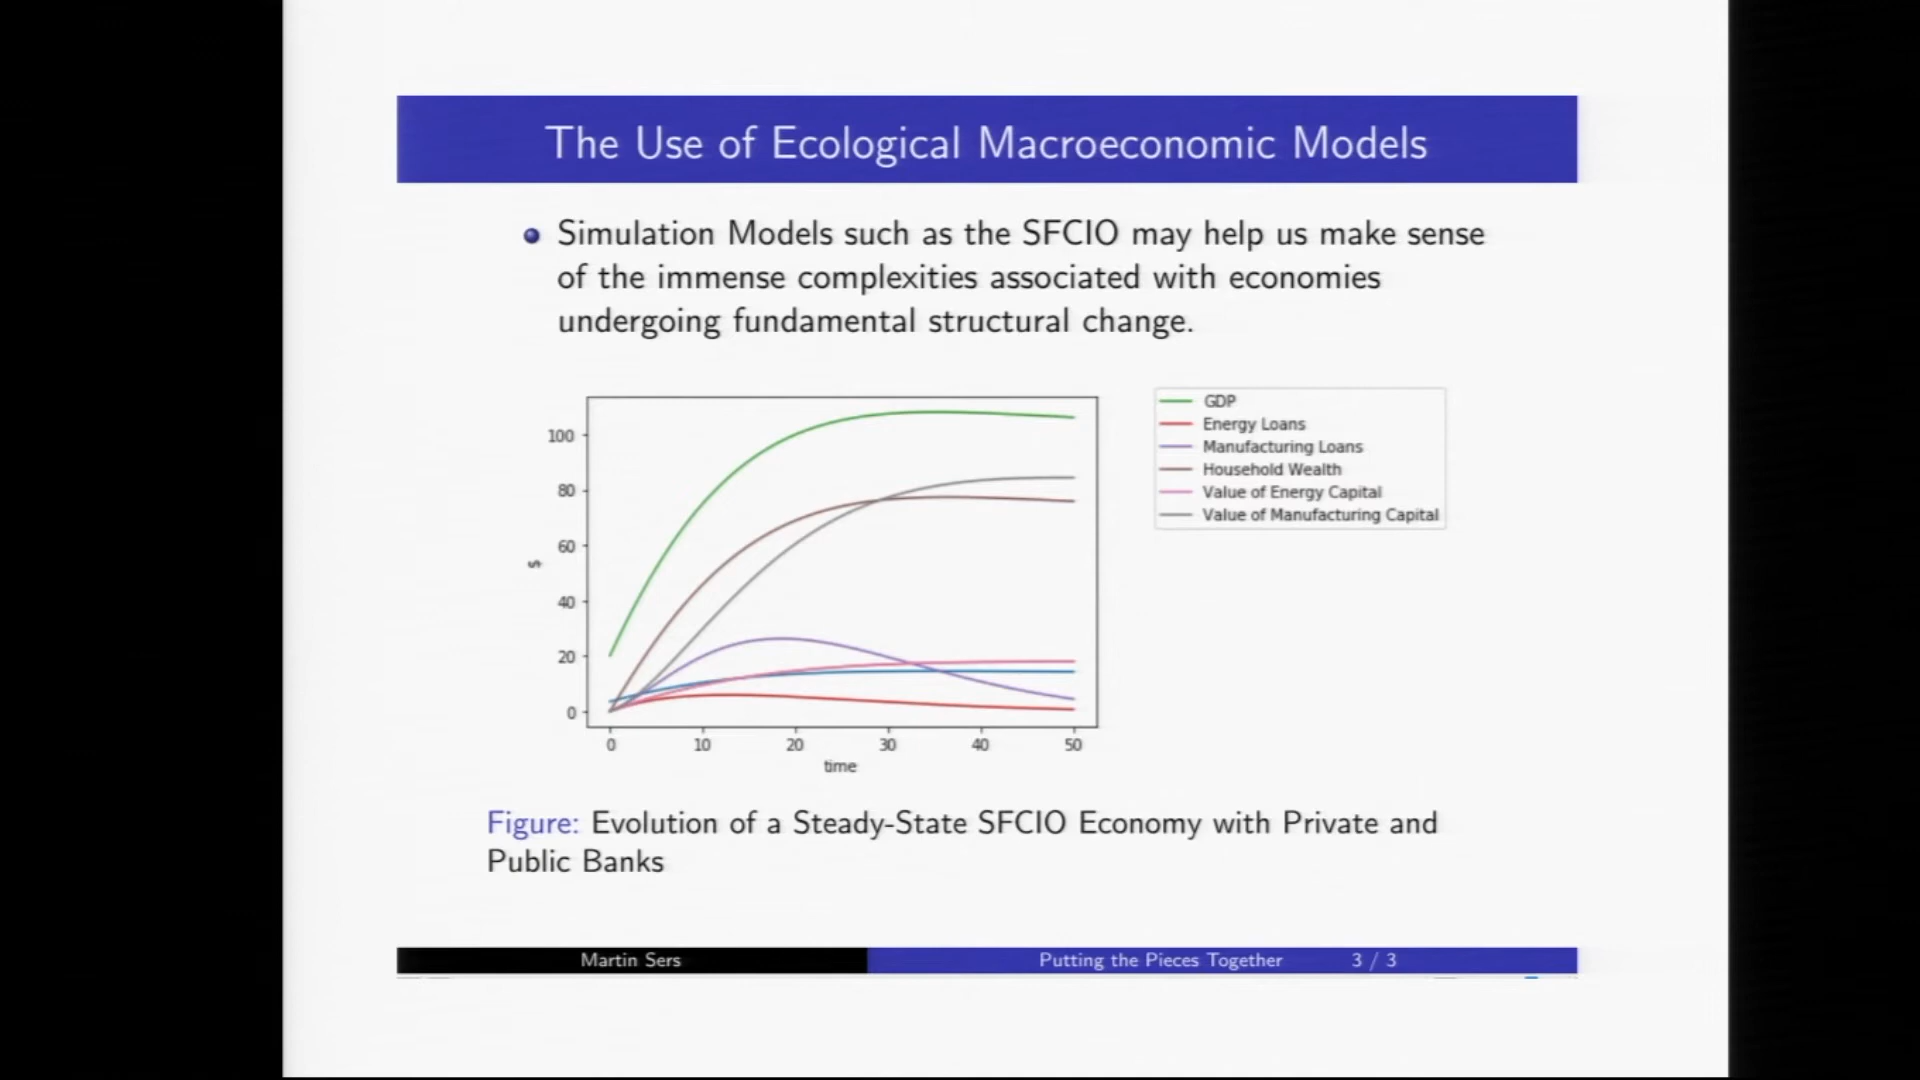 The Use of Ecological Macroeconomic Models
Simulation Models such as the SFCIO may help us make sense
of the immense complexities associated with economies
undergoing fundamental structural change.
GDP
Energy Loans
Manufacturing Loans
Household Wealth
Value of Energy Capital
Value of Manufacturing Capital
100
80
60
40
20
0
$
0 10 20 30 40 50
time
Figure: Evolution of a Steady-State SFCIO Economy with Private and
Public Banks
Martin Sers Putting the Pieces Together 3 / 3